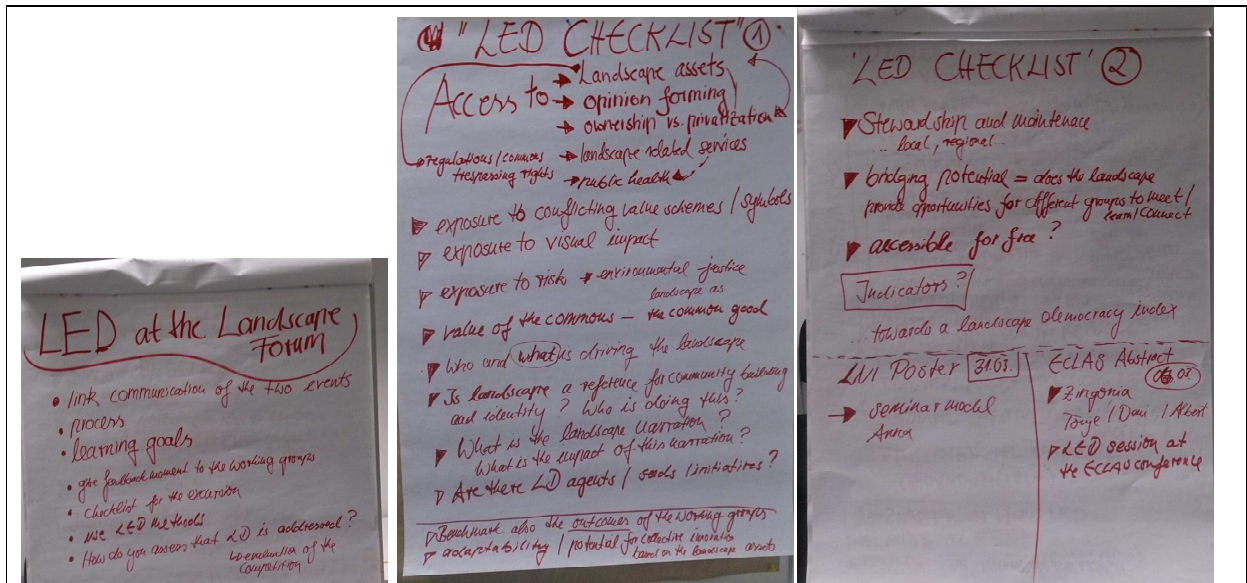 LED at the Landscape
Forum
• link communication of the two events
• process
• learning goals
• give feedback moment to the working groups
• checklist for the excursion
• use LED methods
• How do you assess that LD is addressed?
↳ evaluation of the
competition
"LED CHECKLIST" 1
Access to → Landscape assets
→ opinion forming
→ ownership vs. privatization
regulations/commons → landscape related services
trespassing rights → public health
exposure to conflicting value schemes / symbols
exposure to visual impact
exposure to risk → environmental justice
landscape as
value of the commons – the common good
Who and what is driving the landscape
Is landscape a reference for community building
and identity? Who is doing this?
What is the landscape narration?
What is the impact of this narration?
Are there LD agents / seeds / initiatives?
Benchmark also the outcomes of the working groups
adaptability / potential for collective innovation
based on the landscape assets
'LED CHECKLIST' 2
Stewardship and maintenace
... local, regional...
bridging potential = does the landscape
provide opportunities for different groups to meet/
learn/connect
accessible for free?
Indicators?
...towards a landscape democracy index
LNI Poster 31.03.
→ seminar model
Anna
ECLAS Abstract
.03
Zingonia
/ Dani / Albert
LED session at
the ECLAS conference